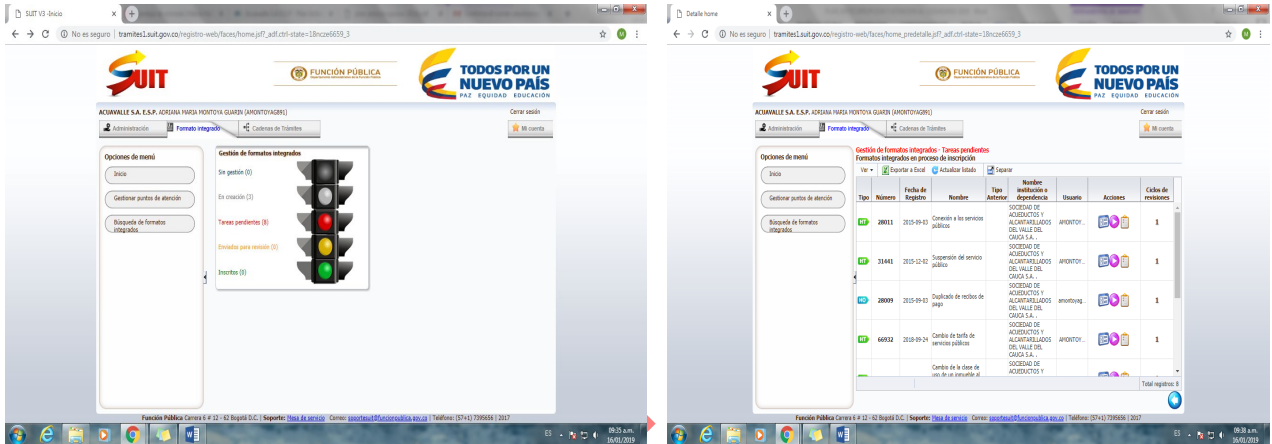 SUIT V3 -Inicio
No es seguro | tramites1.suit.gov.co/registro-web/faces/home.jsf?_adf.ctrl-state=18ncze6659_3
SUIT
FUNCIÓN PÚBLICA
TODOS POR UN
NUEVO PAÍS
PAZ EQUIDAD EDUCACIÓN
ACUAVALLE S.A. E.S.P. ADRIANA MARIA MONTOYA GUARIN (AMONTOYAG891)
Cerrar sesión
Administración
Formato integrado
Cadenas de Trámites
Mi cuenta
Opciones de menú
Inicio
Gestionar puntos de atención
Búsqueda de formatos
integrados
Gestión de formatos integrados
Sin gestión (0)
En creación (3)
Tareas pendientes (8)
Enviados para revisión (0)
Inscritos (0)
Función Pública Carrera 6 # 12 - 62 Bogotá D.C. | Soporte: Mesa de servicio Correo: soportesuit@funcionpublica.gov.co | Teléfono: (57+1) 7395656 | 2017
ES
09:35 a.m.
16/01/2019
Detalle home
No es seguro | tramites1.suit.gov.co/registro-web/faces/home_predetalle.jsf?_adf.ctrl-state=18ncze6659_3
SUIT
FUNCIÓN PÚBLICA
TODOS POR UN
NUEVO PAÍS
PAZ EQUIDAD EDUCACIÓN
ACUAVALLE S.A. E.S.P. ADRIANA MARIA MONTOYA GUARIN (AMONTOYAG891)
Cerrar sesión
Administración
Formato integrado
Cadenas de Trámites
Mi cuenta
Opciones de menú
Inicio
Gestionar puntos de atención
Búsqueda de formatos
integrados
Gestión de formatos integrados - Tareas pendientes
Formatos integrados en proceso de inscripción
Ver
Exportar a Excel
Actualizar listado
Separar
Tipo Número Fecha de Registro Nombre Tipo Anterior Nombre institución o dependencia Usuario Acciones Ciclos de revisiones
28011 2015-09-03 Conexión a los servicios públicos SOCIEDAD DE ACUEDUCTOS Y ALCANTARILLADOS DEL VALLE DEL CAUCA S.A. . AMONTOY... 1
31441 2015-12-02 Suspensión del servicio público SOCIEDAD DE ACUEDUCTOS Y ALCANTARILLADOS DEL VALLE DEL CAUCA S.A. . AMONTOY... 1
28009 2015-09-03 Duplicado de recibos de pago SOCIEDAD DE ACUEDUCTOS Y ALCANTARILLADOS DEL VALLE DEL CAUCA S.A. . amontoyag... 1
66932 2018-09-24 Cambio de tarifa de servicios públicos SOCIEDAD DE ACUEDUCTOS Y ALCANTARILLADOS DEL VALLE DEL CAUCA S.A. . AMONTOY... 1
Cambio de la clase de uso de un inmueble al SOCIEDAD DE ACUEDUCTOS Y
Total registros: 8
Función Pública Carrera 6 # 12 - 62 Bogotá D.C. | Soporte: Mesa de servicio Correo: soportesuit@funcionpublica.gov.co | Teléfono: (57+1) 7395656 | 2017
ES
09:38 a.m.
16/01/2019